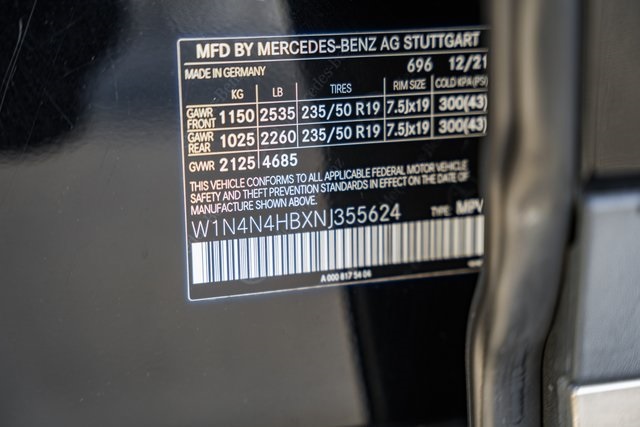 MFD BY MERCEDES-BENZ AG STUTTGART
696 12/21
MADE IN GERMANY
KG LB TIRES RIM SIZE COLD KPA (PSI)
GAWR FRONT 1150 2535 235/50 R19 7.5Jx19 300(43)
GAWR REAR 1025 2260 235/50 R19 7.5Jx19 300(43)
GVWR 2125 4685
THIS VEHICLE CONFORMS TO ALL APPLICABLE FEDERAL MOTOR VEHICLE
SAFETY AND THEFT PREVENTION STANDARDS IN EFFECT ON DATE OF
MANUFACTURE SHOWN ABOVE.
W1N4N4HBXNJ355624 TYPE: MPV
A 000 817 56 06